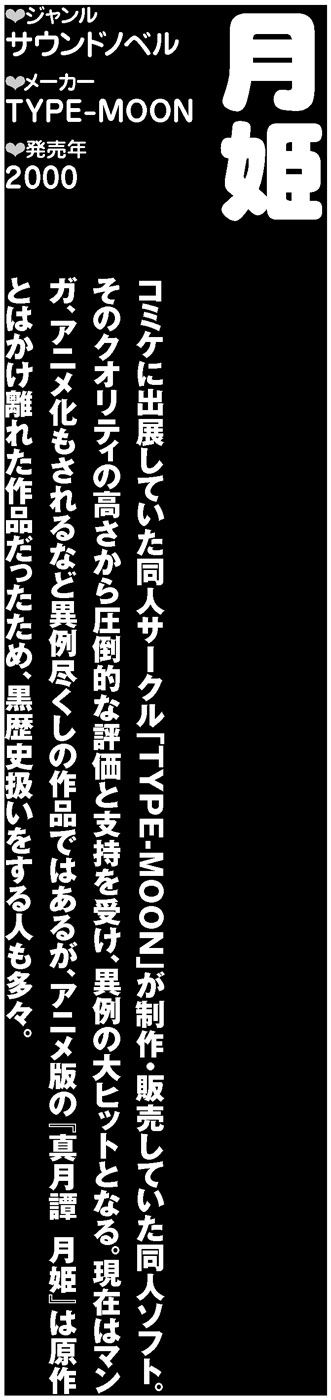 月姫
❤ジャンル
サウンドノベル
❤メーカー
TYPE-MOON
❤発売年
2000
コミケに出展していた同人サークル「TYPE-MOON」が制作・販売していた同人ソフト。
そのクオリティの高さから圧倒的な評価と支持を受け、異例の大ヒットとなる。現在はマン
ガ、アニメ化もされるなど異例尽くしの作品ではあるが、アニメ版の『真月譚 月姫』は原作
とはかけ離れた作品だったため、黒歴史扱いをする人も多々。